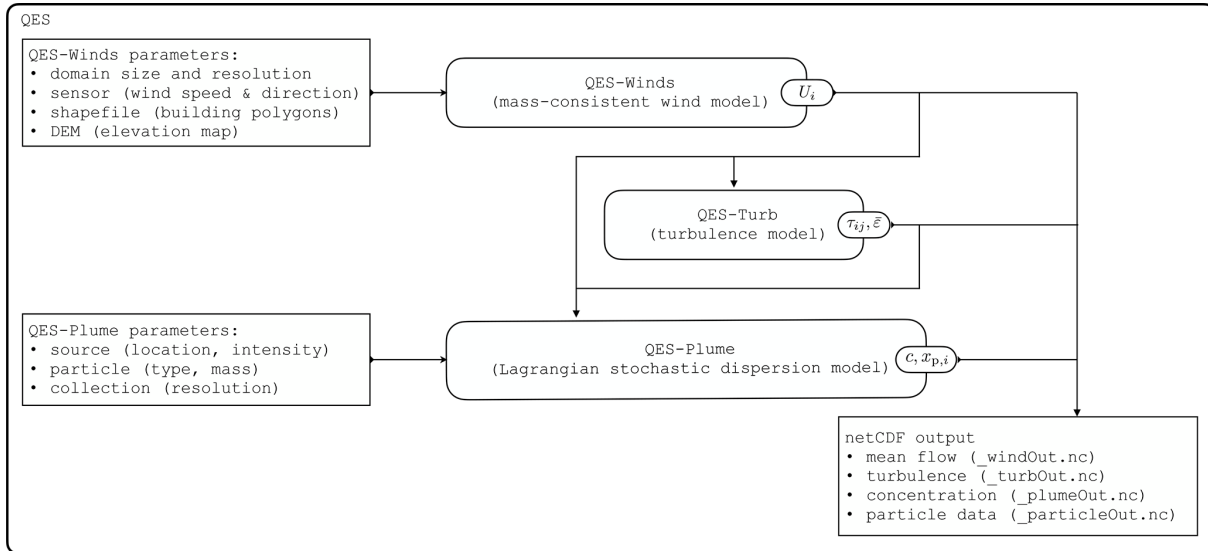 QES
QES-Winds parameters:
• domain size and resolution
• sensor (wind speed & direction)
• shapefile (building polygons)
• DEM (elevation map)
QES-Winds
(mass-consistent wind model)
U_i
QES-Turb
(turbulence model)
τ_{ij}, ε̄
QES-Plume parameters:
• source (location, intensity)
• particle (type, mass)
• collection (resolution)
QES-Plume
(Lagrangian stochastic dispersion model)
c, x_{p,i}
netCDF output
• mean flow (_windOut.nc)
• turbulence (_turbOut.nc)
• concentration (_plumeOut.nc)
• particle data (_particleOut.nc)